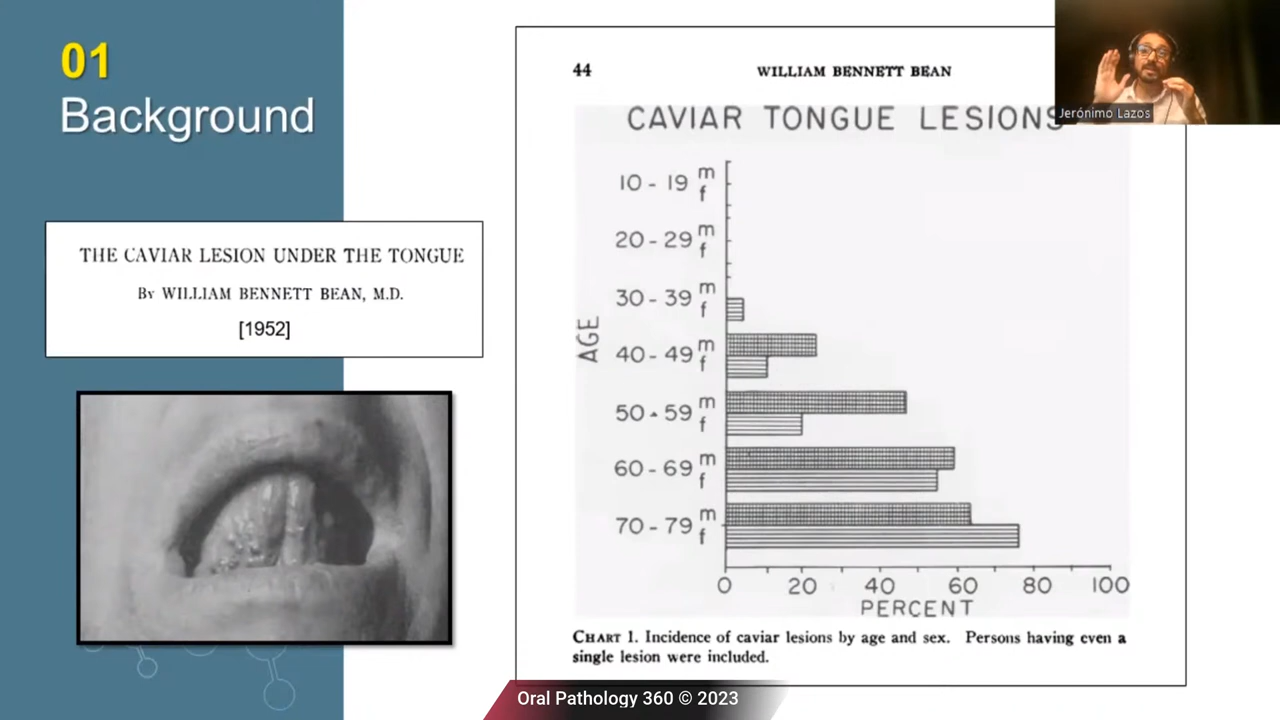 01
Background
THE CAVIAR LESION UNDER THE TONGUE
By WILLIAM BENNETT BEAN, M.D.
[1952]
44 WILLIAM BENNETT BEAN
CAVIAR TONGUE LESIONS
AGE
10 - 19 m
f
20 - 29 m
f
30 - 39 m
f
40 - 49 m
f
50 - 59 m
f
60 - 69 m
f
70 - 79 m
f
0 20 40 60 80 100
PERCENT
CHART 1. Incidence of caviar lesions by age and sex. Persons having even a
single lesion were included.
Jerónimo Lazos
Oral Pathology 360 © 2023